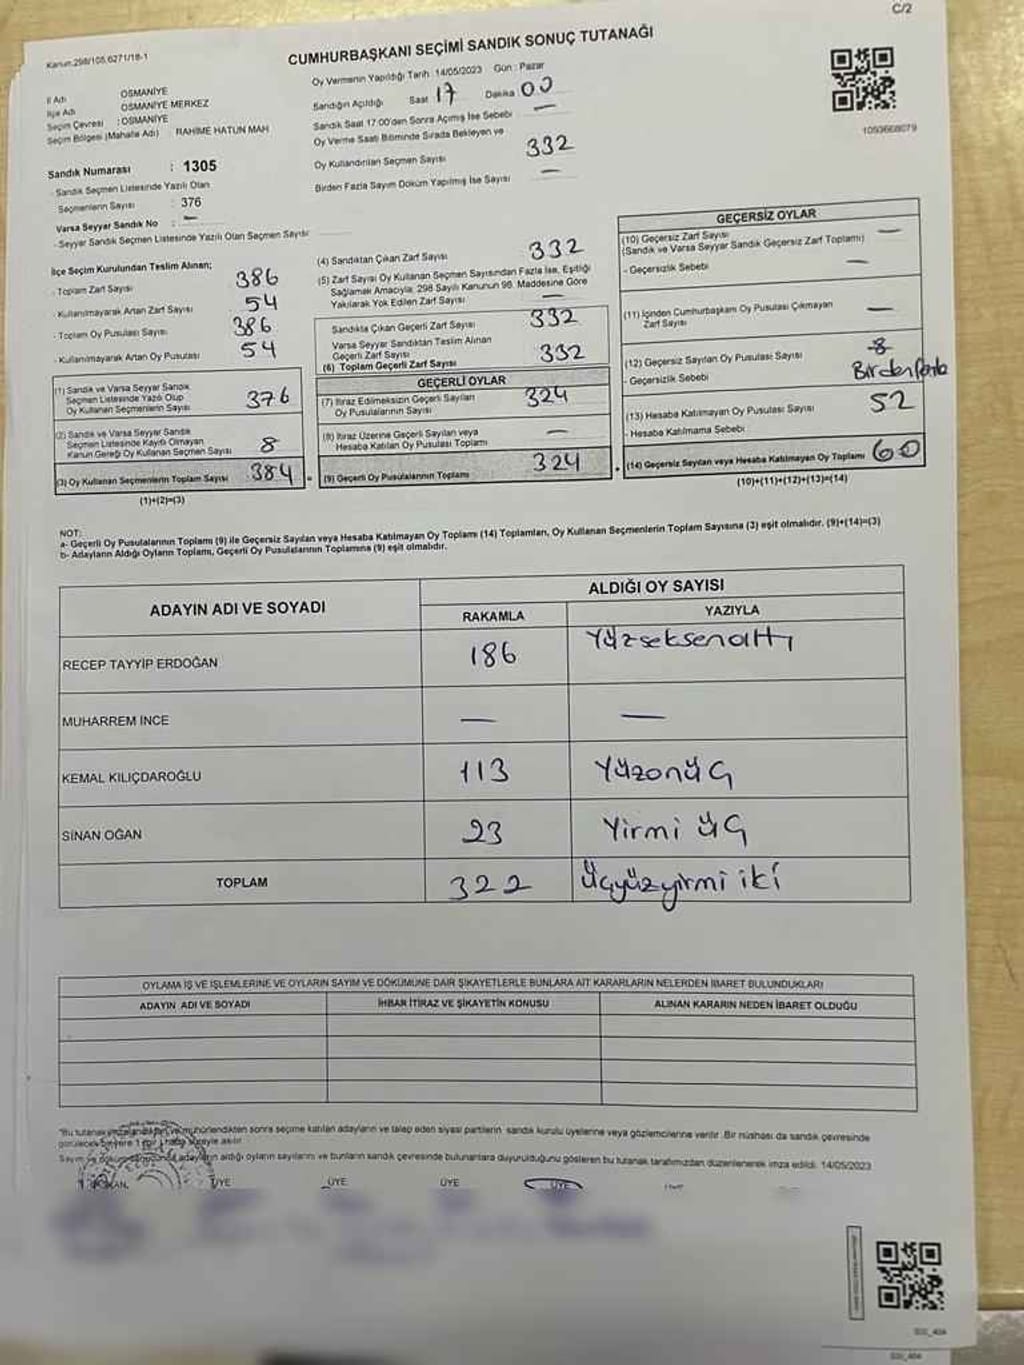 C/2
Kanun:298/105,6271/18-1
CUMHURBAŞKANI SEÇİMİ SANDIK SONUÇ TUTANAĞI
İl Adı OSMANİYE
İlçe Adı OSMANİYE MERKEZ
Seçim Çevresi : OSMANİYE
Seçim Bölgesi (Mahalle Adı) RAHİME HATUN MAH
Sandık Numarası : 1305
- Sandık Seçmen Listesinde Yazılı Olan
Seçmenlerin Sayısı : 376
Varsa Seyyar Sandık No : —
- Seyyar Sandık Seçmen Listesinde Yazılı Olan Seçmen Sayısı
Oy Vermenin Yapıldığı Tarih : 14/05/2023 Gün : Pazar
Sandığın Açıldığı Saat 17 Dakika 00
Sandık Saat 17:00'den Sonra Açılmış İse Sebebi —
Oy Verme Saati Bitiminde Sırada Bekleyen ve
Oy Kullandırılan Seçmen Sayısı 332
Birden Fazla Sayım Döküm Yapılmış İse Sayısı —
1093668079
İlçe Seçim Kurulundan Teslim Alınan;
- Toplam Zarf Sayısı 386
- Kullanılmayarak Artan Zarf Sayısı 54
- Toplam Oy Pusulası Sayısı 386
- Kullanılmayarak Artan Oy Pusulası 54
(1) Sandık ve Varsa Seyyar Sandık
Seçmen Listesinde Yazılı Olup
Oy Kullanan Seçmenlerin Sayısı 376
(2) Sandık ve Varsa Seyyar Sandık
Seçmen Listesinde Kayıtlı Olmayan
Kanun Gereği Oy Kullanan Seçmen Sayısı 8
(3) Oy Kullanan Seçmenlerin Toplam Sayısı 384
(1)+(2)=(3)
(4) Sandıktan Çıkan Zarf Sayısı 332
(5) Zarf Sayısı Oy Kullanan Seçmen Sayısından Fazla İse, Eşitliği
Sağlamak Amacıyla, 298 Sayılı Kanunun 98. Maddesine Göre
Yakılarak Yok Edilen Zarf Sayısı —
Sandıkta Çıkan Geçerli Zarf Sayısı 332
Varsa Seyyar Sandıktan Teslim Alınan
Geçerli Zarf Sayısı
(6) Toplam Geçerli Zarf Sayısı 332
GEÇERLİ OYLAR
(7) İtiraz Edilmeksizin Geçerli Sayılan
Oy Pusulalarının Sayısı 324
(8) İtiraz Üzerine Geçerli Sayılan veya
Hesaba Katılan Oy Pusulası Toplamı —
(9) Geçerli Oy Pusulalarının Toplamı 324
GEÇERSİZ OYLAR
(10) Geçersiz Zarf Sayısı —
(Sandık ve Varsa Seyyar Sandık Geçersiz Zarf Toplamı)
- Geçersizlik Sebebi —
(11) İçinden Cumhurbaşkanı Oy Pusulası Çıkmayan
Zarf Sayısı —
(12) Geçersiz Sayılan Oy Pusulası Sayısı 8
- Geçersizlik Sebebi Birden fazla
(13) Hesaba Katılmayan Oy Pusulası Sayısı 52
- Hesaba Katılmama Sebebi
(14) Geçersiz Sayılan veya Hesaba Katılmayan Oy Toplamı 60
(10)+(11)+(12)+(13)=(14)
NOT:
a- Geçerli Oy Pusulalarının Toplamı (9) ile Geçersiz Sayılan veya Hesaba Katılmayan Oy Toplamı (14) Toplamları, Oy Kullanan Seçmenlerin Toplam Sayısına (3) eşit olmalıdır. (9)+(14)=(3)
b- Adayların Aldığı Oyların Toplamı, Geçerli Oy Pusulalarının Toplamına (9) eşit olmalıdır.
ADAYIN ADI VE SOYADI ALDIĞI OY SAYISI
RAKAMLA YAZIYLA
RECEP TAYYİP ERDOĞAN 186 Yüzseksenaltı
MUHARREM İNCE — —
KEMAL KILIÇDAROĞLU 113 Yüzonüç
SİNAN OĞAN 23 Yirmi üç
TOPLAM 322 Üçyüzyirmi iki
OYLAMA İŞ VE İŞLEMLERİNE VE OYLARIN SAYIM VE DÖKÜMÜNE DAİR ŞİKAYETLERLE BUNLARA AİT KARARLARIN NELERDEN İBARET BULUNDUKLARI
ADAYIN ADI VE SOYADI İHBAR İTİRAZ VE ŞİKAYETİN KONUSU ALINAN KARARIN NEDEN İBARET OLDUĞU
"Bu tutanak mühürlendikten sonra seçime katılan adayların ve talep eden siyasi partilerin sandık kurulu üyelerine veya gözlemcilerine verilir. Bir nüshası da sandık çevresinde
görülecek bir yere asılır
Sayım ve adayların aldığı oyların sayılarını ve bunların sandık çevresinde bulunanlara duyurulduğunu gösteren bu tutanak tarafımızdan düzenlenerek imza edildi. 14/05/2023
ÜYE ÜYE ÜYE ÜYE